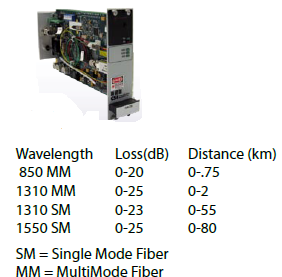 Wavelength Loss(dB) Distance (km)
850 MM 0-20 0-.75
1310 MM 0-25 0-2
1310 SM 0-23 0-55
1550 SM 0-25 0-80
SM = Single Mode Fiber
MM = MultiMode Fiber